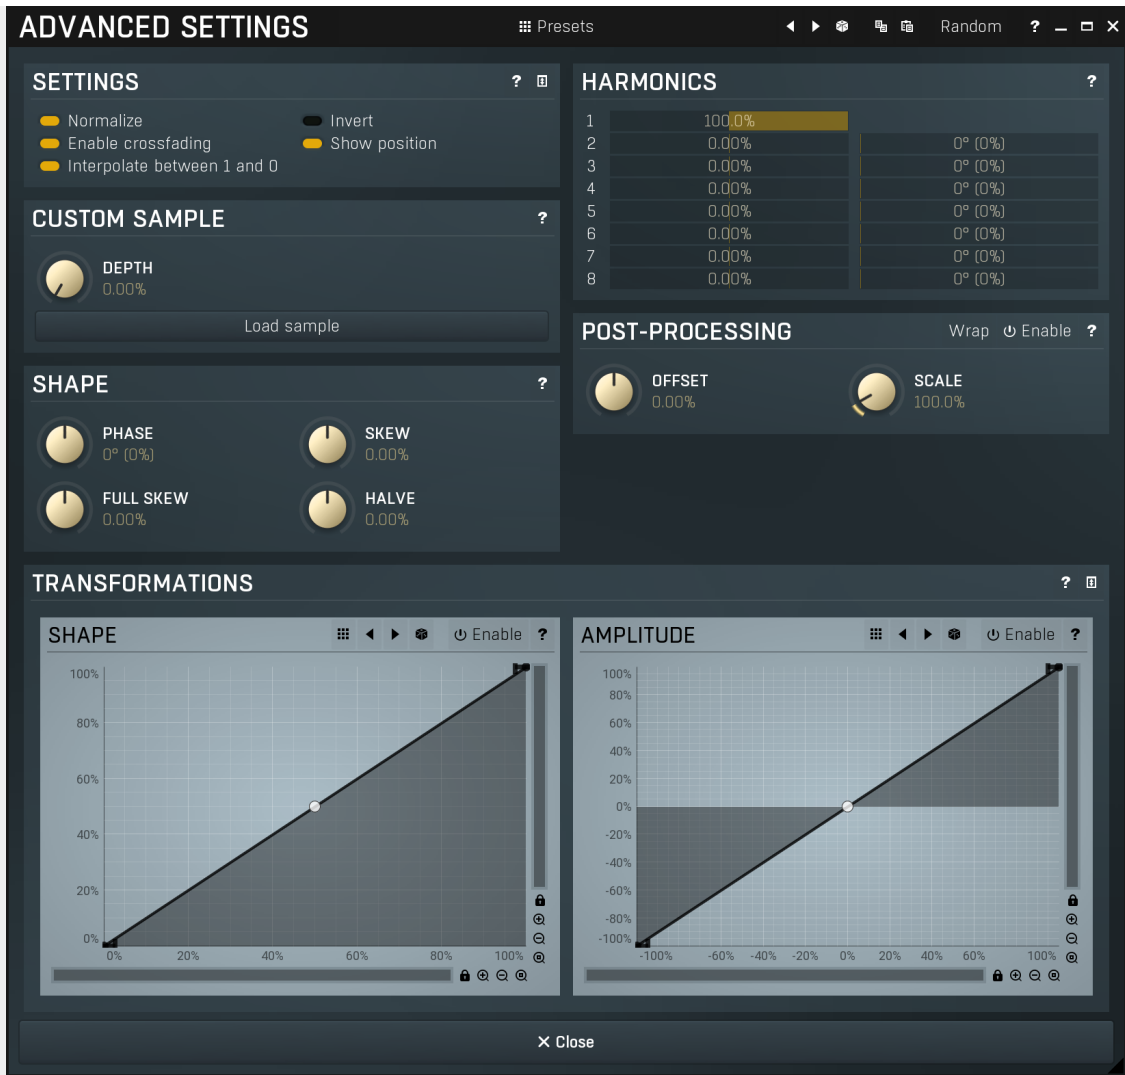 ADVANCED SETTINGS Presets Random ?
SETTINGS ?
Normalize Invert
Enable crossfading Show position
Interpolate between 1 and 0
CUSTOM SAMPLE ?
DEPTH
0.00%
Load sample
SHAPE ?
PHASE SKEW
0° (0%) 0.00%
FULL SKEW HALVE
0.00% 0.00%
HARMONICS ?
1 100.0%
2 0.00% 0° (0%)
3 0.00% 0° (0%)
4 0.00% 0° (0%)
5 0.00% 0° (0%)
6 0.00% 0° (0%)
7 0.00% 0° (0%)
8 0.00% 0° (0%)
POST-PROCESSING Wrap Enable ?
OFFSET SCALE
0.00% 100.0%
TRANSFORMATIONS ?
SHAPE Enable ?
100%
80%
60%
40%
20%
0%
0% 20% 40% 60% 80% 100%
AMPLITUDE Enable ?
100%
80%
60%
40%
20%
0%
-20%
-40%
-60%
-80%
-100%
-100% -60% -40% -20% 0% 20% 40% 60% 100%
Close